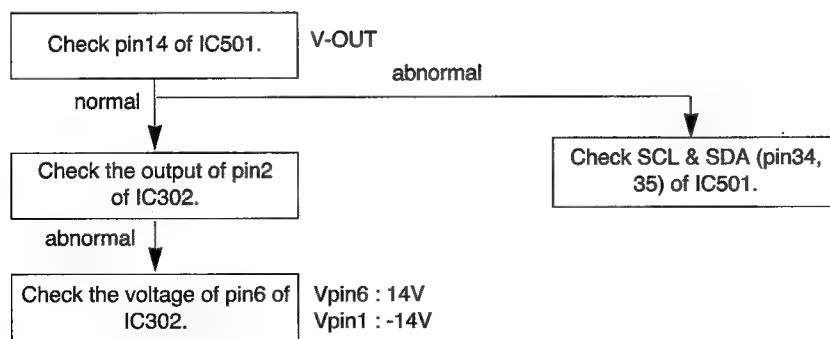 Check pin14 of IC501.
V-OUT
abnormal
normal
Check the output of pin2
of IC302.
Check SCL & SDA (pin34,
35) of IC501.
abnormal
Check the voltage of pin6 of
IC302.
Vpin6 : 14V
Vpin1 : -14V